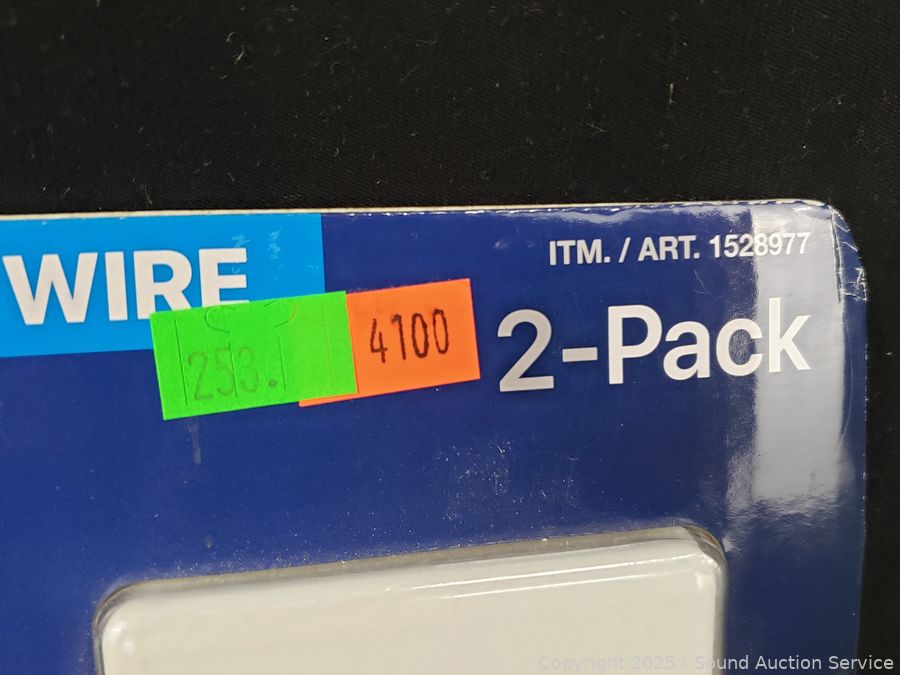 WIRE
ITM. / ART. 1528977
253.
4100
2-Pack
Copyright 2025 - Sound Auction Service